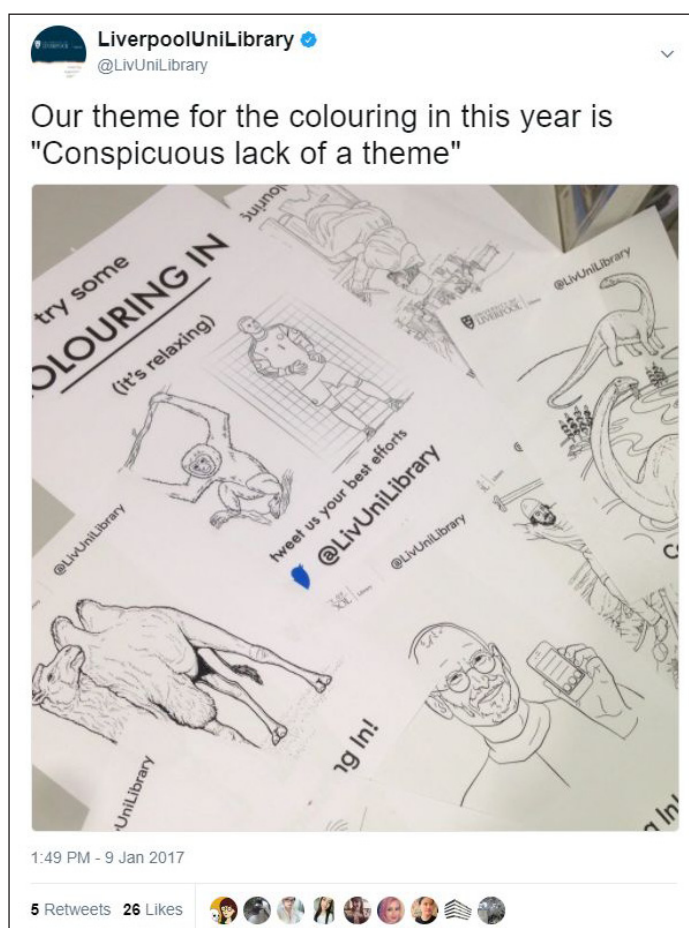 LiverpoolUniLibrary
@LivUniLibrary
Our theme for the colouring in this year is
"Conspicuous lack of a theme"
try some
OLOURING IN
(it's relaxing)
tweet us your best efforts
@LivUniLibrary
@LivUniLibrary
LIVERPOOL
@LivUniLibrary
@LivUniLibrary
ng In!
UniLibrary
g In!
1:49 PM - 9 Jan 2017
5 Retweets 26 Likes